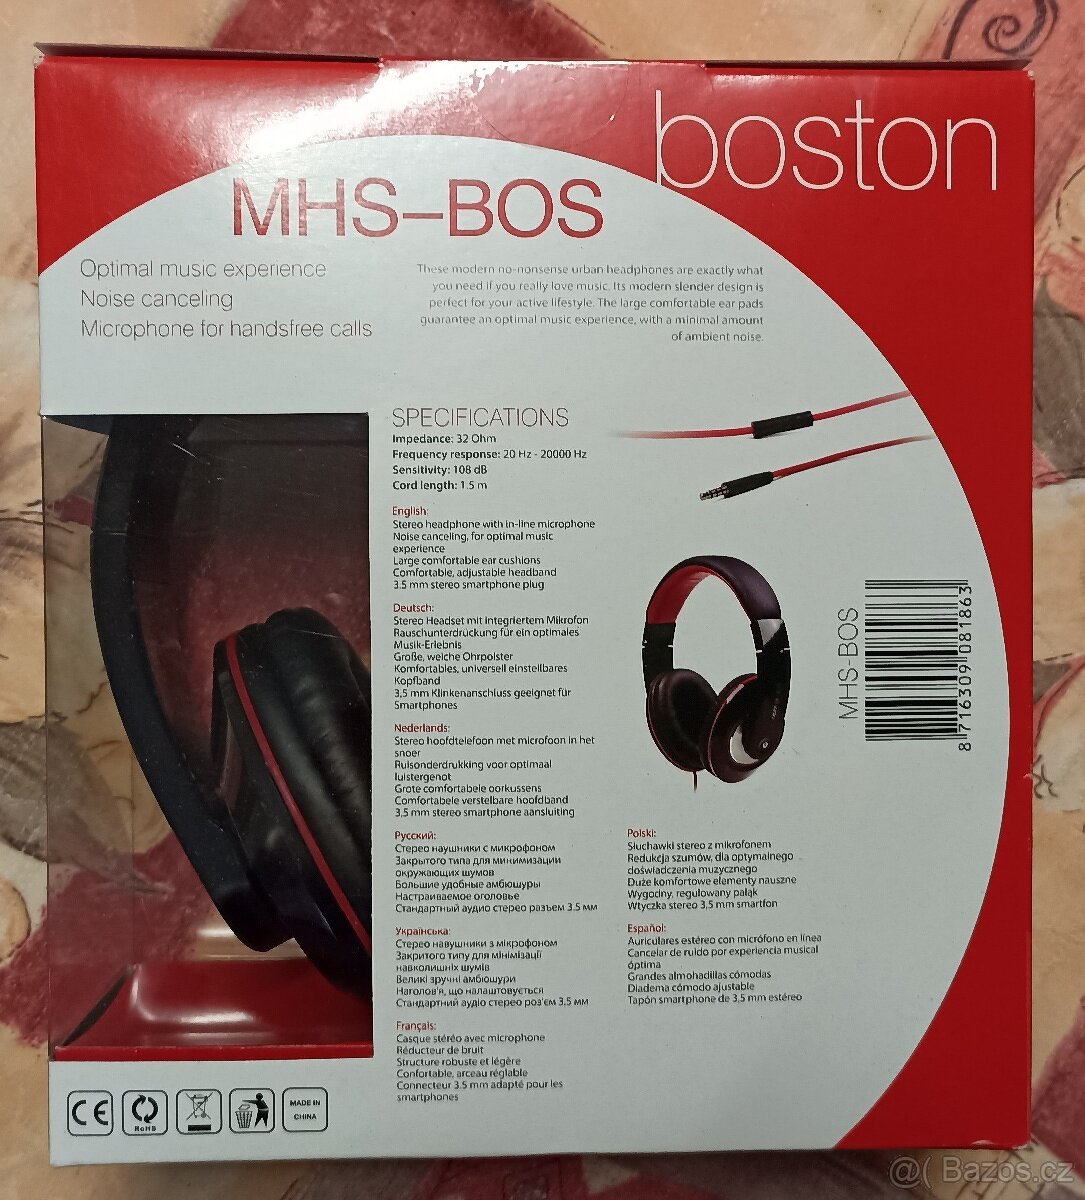 boston
MHS-BOS
Optimal music experience
Noise canceling
Microphone for handsfree calls
These modern no-nonsense urban headphones are exactly what
you need if you really love music. Its modern slender design is
perfect for your active lifestyle. The large comfortable ear pads
guarantee an optimal music experience, with a minimal amount
of ambient noise.
SPECIFICATIONS
Impedance: 32 Ohm
Frequency response: 20 Hz - 20000 Hz
Sensitivity: 108 dB
Cord length: 1.5 m
English:
Stereo headphone with in-line microphone
Noise canceling, for optimal music
experience
Large comfortable ear cushions
Comfortable, adjustable headband
3.5 mm stereo smartphone plug
Deutsch:
Stereo Headset mit integriertem Mikrofon
Rauschunterdrückung für ein optimales
Musik-Erlebnis
Große, weiche Ohrpolster
Komfortables, universell einstellbares
Kopfband
3,5 mm Klinkenanschluss geeignet für
Smartphones
Nederlands:
Stereo hoofdtelefoon met microfoon in het
snoer
Ruisonderdrukking voor optimaal
luistergenot
Grote comfortabele oorkussens
Comfortabele verstelbare hoofdband
3.5 mm stereo smartphone aansluiting
Русский:
Стерео наушники с микрофоном
Закрытого типа для минимизации
окружающих шумов
Большие удобные амбюшуры
Настраиваемое оголовье
Стандартный аудио стерео разъем 3.5 мм
Українська:
Стерео навушники з мікрофоном
Закритого типу для мінімізації
навколишніх шумів
Великі зручні амбюшури
Наголов'я, що налаштовується
Стандартний аудіо стерео роз'єм 3.5 мм
Français:
Casque stéréo avec microphone
Réducteur de bruit
Structure robuste et légère
Confortable, arceau réglable
Connecteur 3.5 mm adapté pour les
smartphones
Polski:
Słuchawki stereo z mikrofonem
Redukcja szumów, dla optymalnego
doświadczenia muzycznego
Duże komfortowe elementy nauszne
Wygodny, regulowany pałąk
Wtyczka stereo 3,5 mm smartfon
Español:
Auriculares estéreo con micrófono en línea
Cancelar de ruido por experiencia musical
óptima
Grandes almohadillas cómodas
Diadema cómodo ajustable
Tapón smartphone de 3,5 mm estéreo
MHS-BOS
8 716309 081863
CE
RoHS
MADE IN
CHINA
@( Bazos.cz